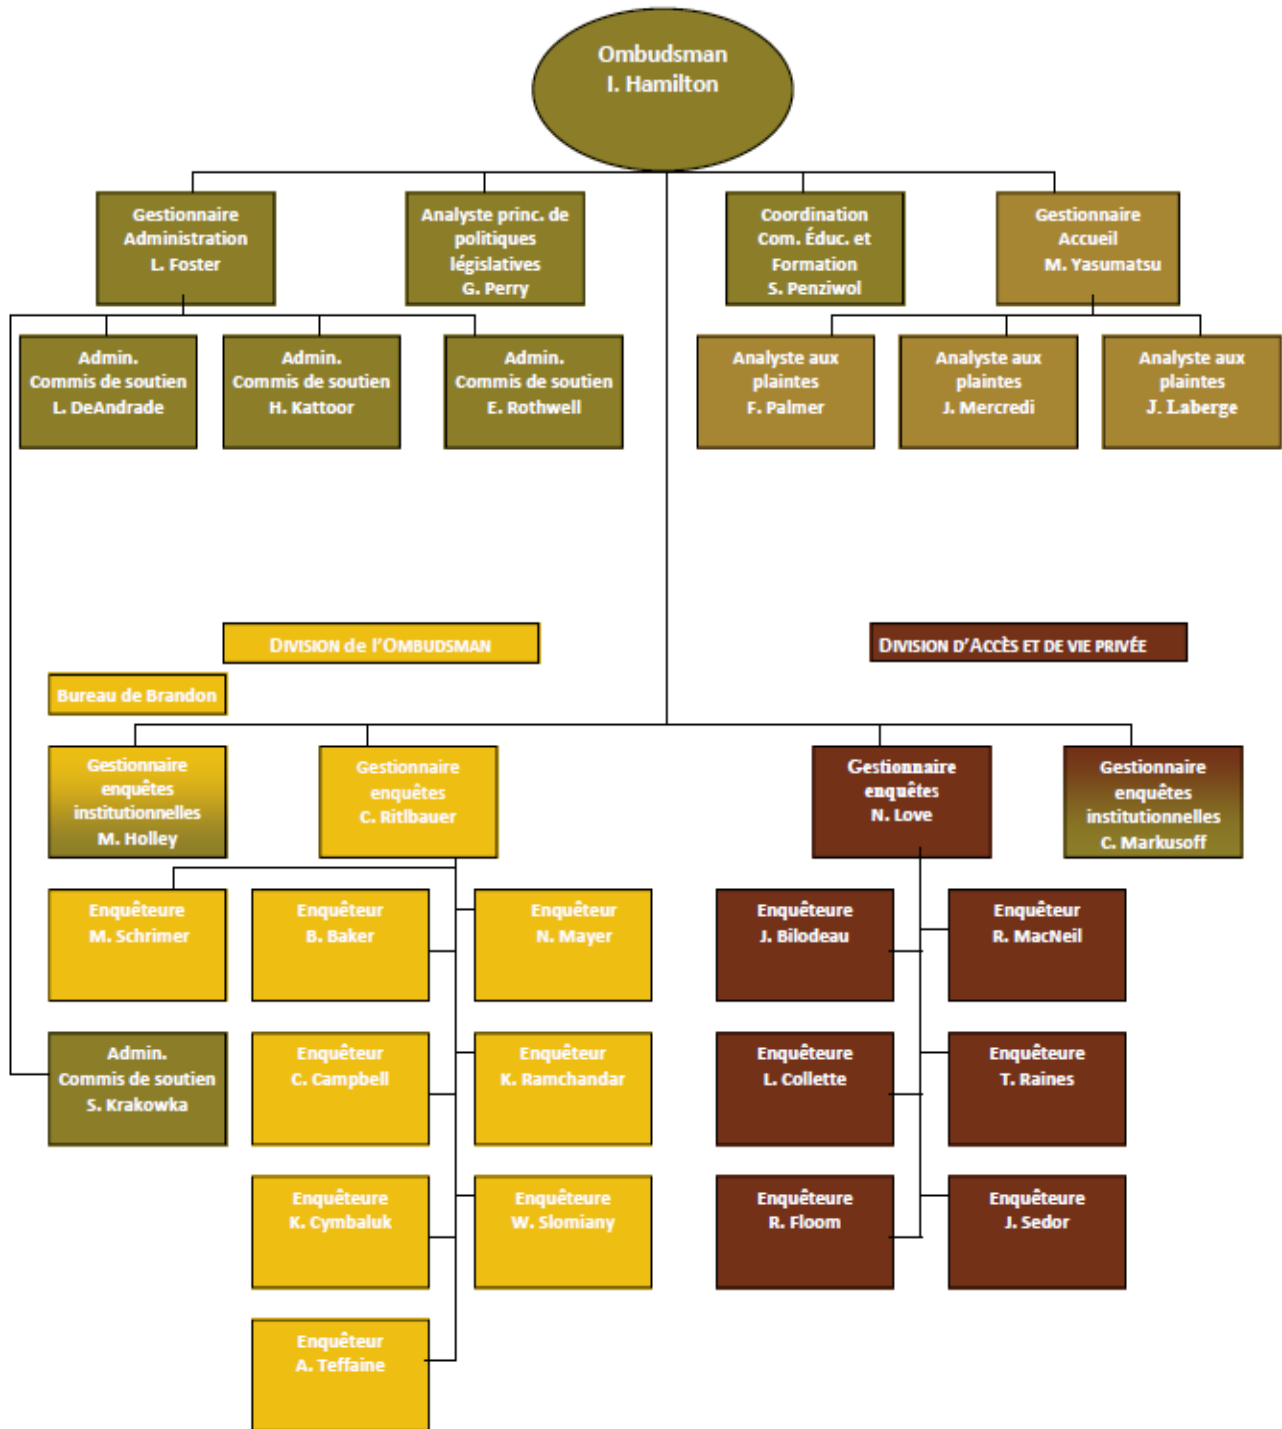 Ombudsman
I. Hamilton
Gestionnaire
Administration
L. Foster
Analyste princ. de
politiques
législatives
G. Perry
Coordination
Com. Éduc. et
Formation
S. Penziwol
Gestionnaire
Accueil
M. Yasumatsu
Admin.
Commis de soutien
L. DeAndrade
Admin.
Commis de soutien
H. Kattoor
Admin.
Commis de soutien
E. Rothwell
Analyste aux
plaintes
F. Palmer
Analyste aux
plaintes
J. Mercredi
Analyste aux
plaintes
J. Laberge
DIVISION de l'OMBUDSMAN
DIVISION D'ACCÈS ET DE VIE PRIVÉE
Bureau de Brandon
Gestionnaire
enquêtes
institutionnelles
M. Holley
Gestionnaire
enquêtes
C. Ritlbauer
Gestionnaire
enquêtes
N. Love
Gestionnaire
enquêtes
institutionnelles
C. Markusoff
Enquêteure
M. Schrimer
Enquêteur
B. Baker
Enquêteur
N. Mayer
Enquêteure
J. Bilodeau
Enquêteur
R. MacNeil
Admin.
Commis de soutien
S. Krakowka
Enquêteur
C. Campbell
Enquêteur
K. Ramchandar
Enquêteure
L. Collette
Enquêteure
T. Raines
Enquêteure
K. Cymbaluk
Enquêteure
W. Slomiany
Enquêteure
R. Floom
Enquêteure
J. Sedor
Enquêteur
A. Teffaine